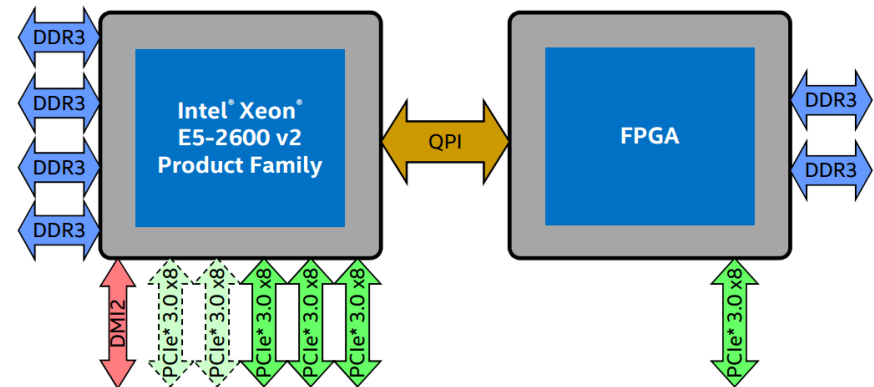 DDR3
DDR3
DDR3
DDR3
Intel® Xeon®
E5-2600 v2
Product Family
QPI
FPGA
DDR3
DDR3
DMI2
PCIe* 3.0 x8
PCIe* 3.0 x8
PCIe* 3.0 x8
PCIe* 3.0 x8
PCIe* 3.0 x8
PCIe* 3.0 x8